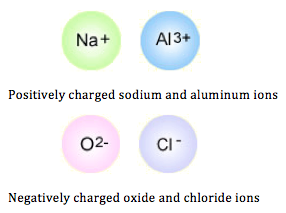 Na+ Al3+
Positively charged sodium and aluminum ions
O2- Cl-
Negatively charged oxide and chloride ions